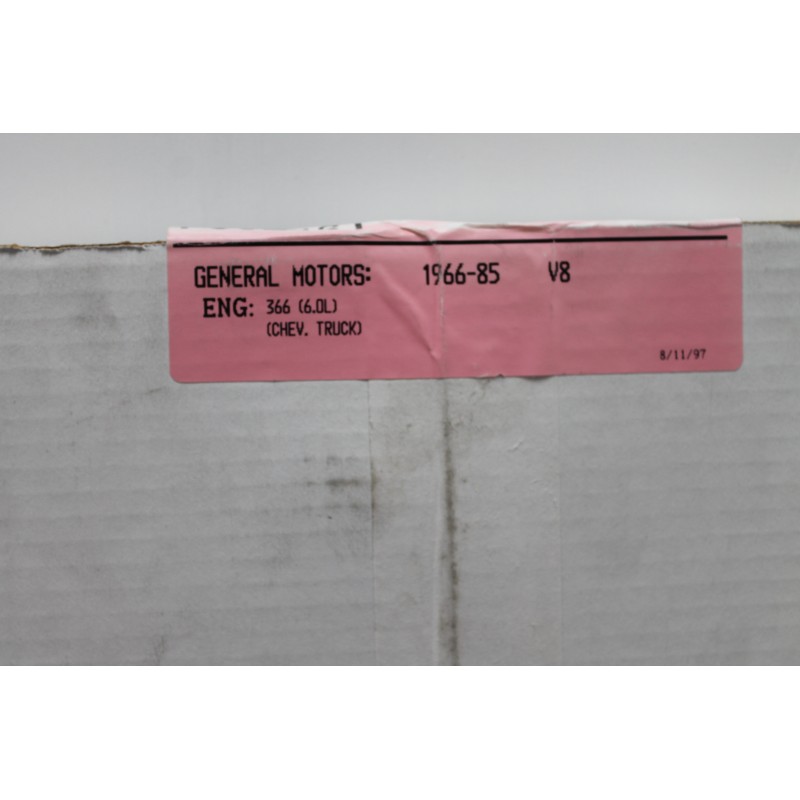 GENERAL MOTORS: 1966-85 V8
ENG: 366 (6.0L)
(CHEV. TRUCK)
8/11/97